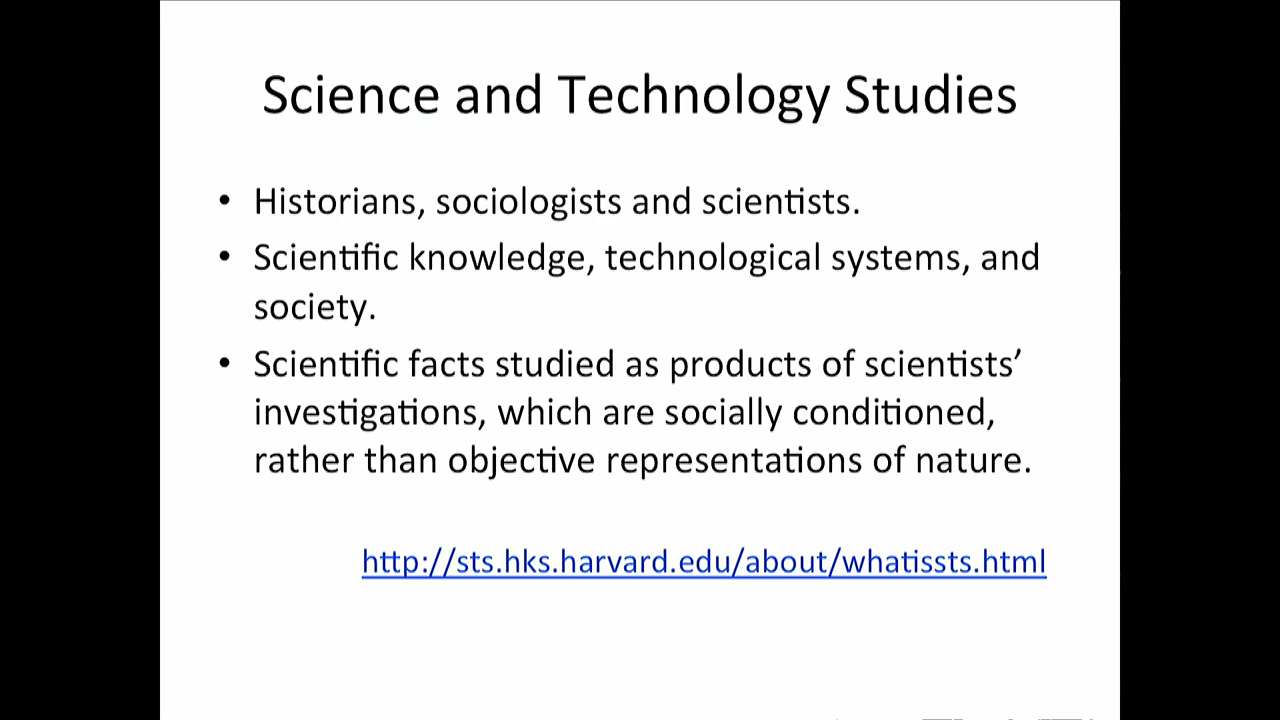 Science and Technology Studies
• Historians, sociologists and scientists.
• Scientific knowledge, technological systems, and
society.
• Scientific facts studied as products of scientists’
investigations, which are socially conditioned,
rather than objective representations of nature.
http://sts.hks.harvard.edu/about/whatissts.html